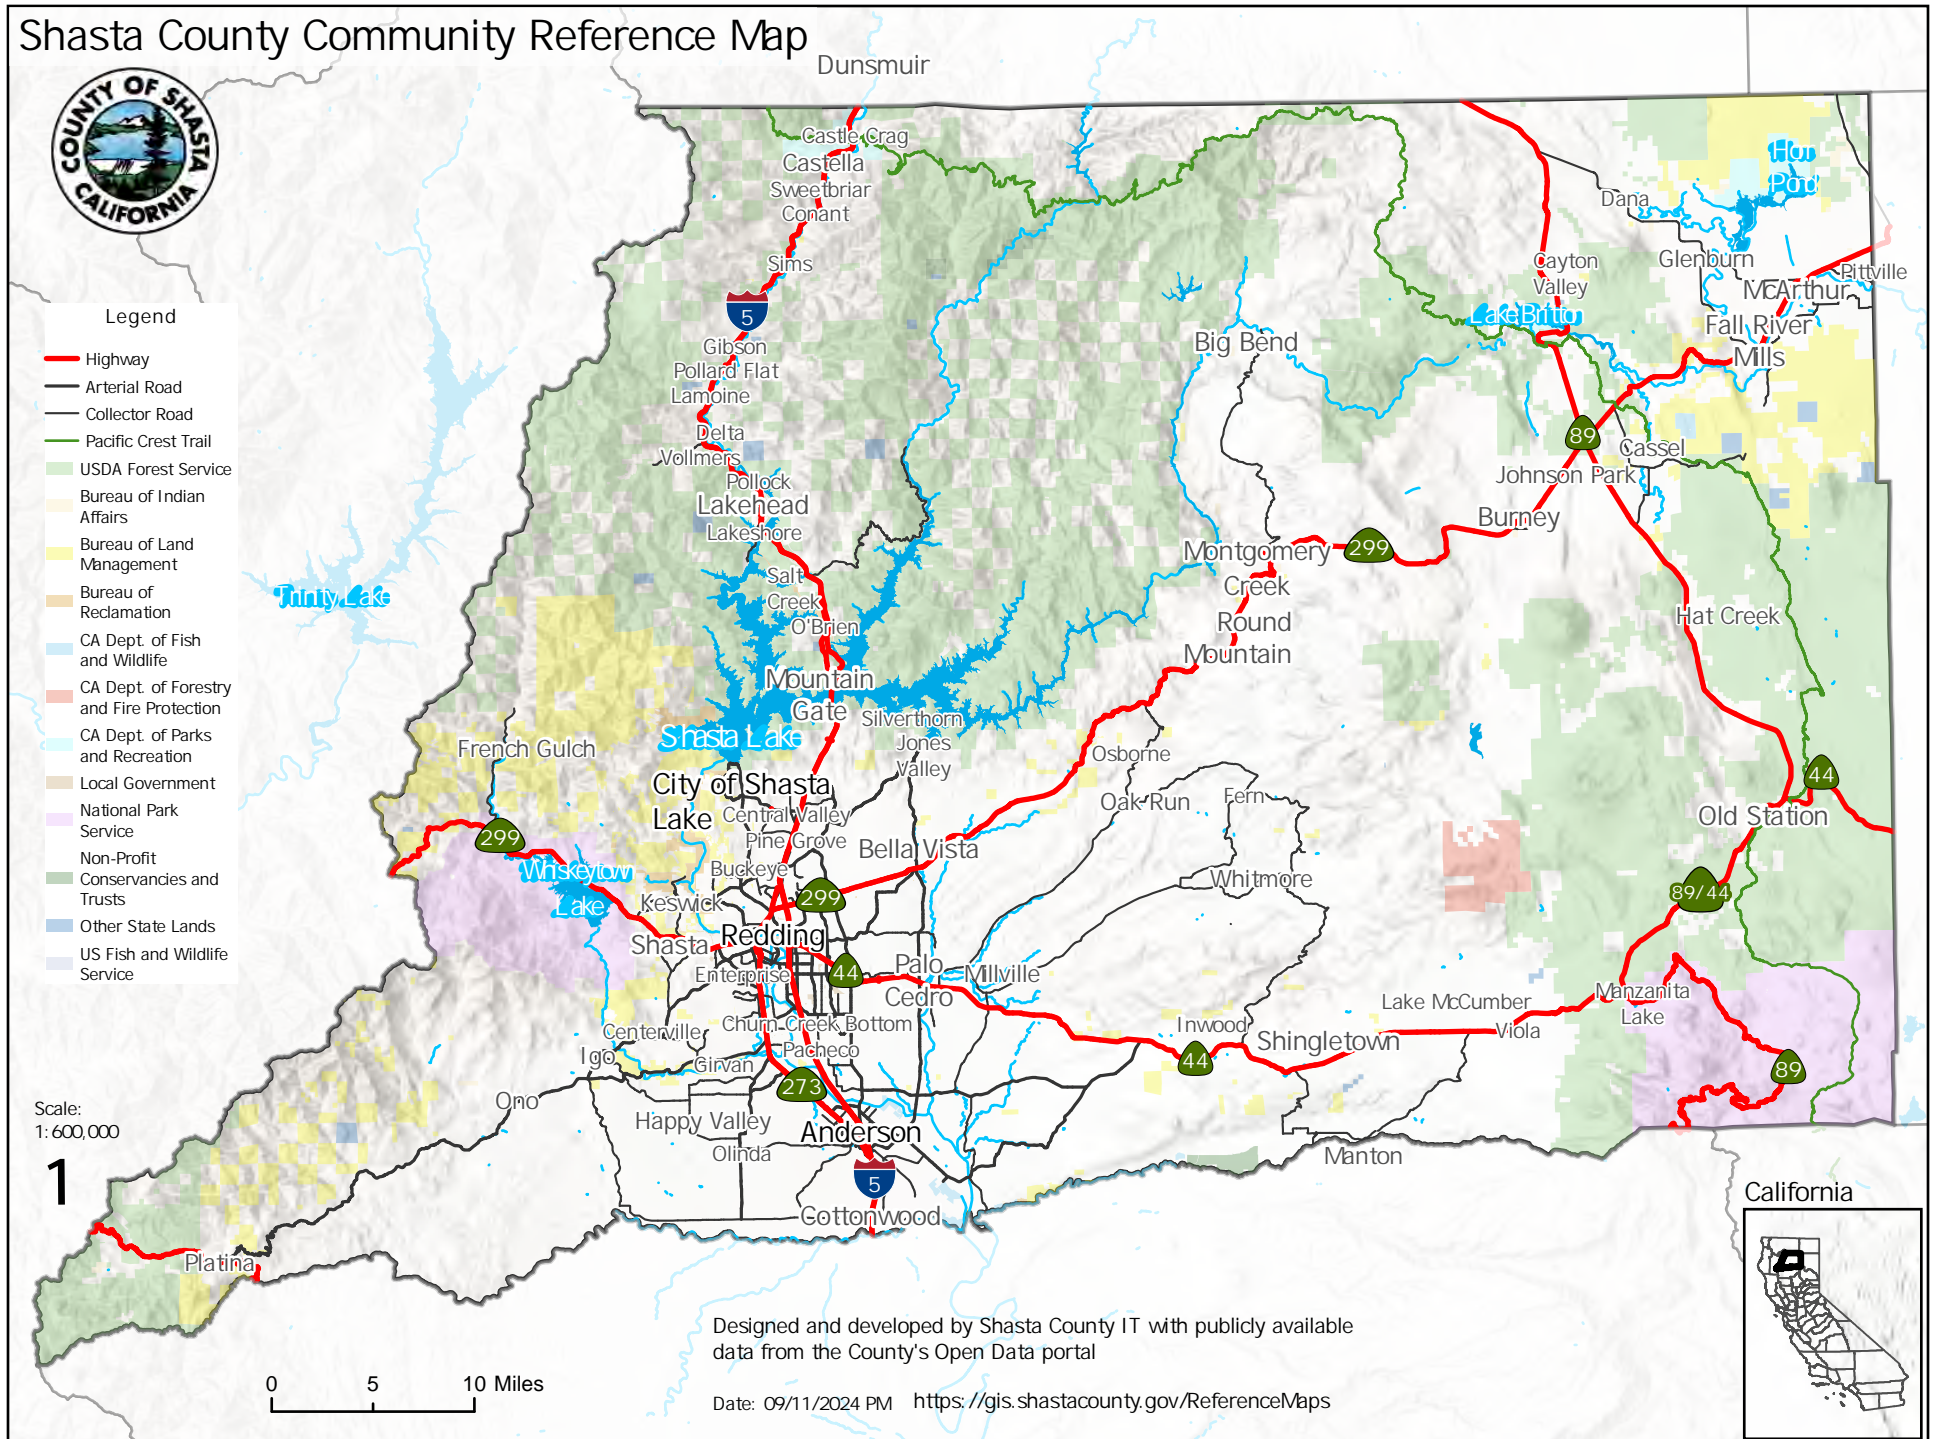 Shasta County Community Reference Map
COUNTY OF SHASTA
CALIFORNIA
Dunsmuir
Castle Crag
Castella
Sweetbriar
Conant
Sims
5
Gibson
Pollard Flat
Lamoine
Delta
Vollmers
Pollock
Lakehead
Lakeshore
Salt
Creek
O'Brien
Mountain
Gate
Silverthorn
Jones
Valley
Shasta Lake
Trinity Lake
Big Bend
Dana
Glenburn
Cayton
Valley
Pittville
McArthur
Fall River
Mills
Lake Britton
89
Cassel
Johnson Park
Burney
299
Montgomery
Creek
Round
Mountain
Hat Creek
Osborne
Oak Run
Fern
Whitmore
44
Old Station
89/44
French Gulch
299
Whiskeytown
Lake
City of Shasta
Lake
Central Valley
Pine Grove
Buckeye
Bella Vista
299
Keswick
Shasta
Redding
Enterprise
44
Palo
Cedro
Millville
Churn Creek Bottom
Centerville
Igo
Girvan
Pacheco
273
Ono
Happy Valley
Olinda
Anderson
5
Cottonwood
Platina
Inwood
44
Shingletown
Lake McCumber
Viola
Manzanita
Lake
89
Manton
Legend
Highway
Arterial Road
Collector Road
Pacific Crest Trail
USDA Forest Service
Bureau of Indian
Affairs
Bureau of Land
Management
Bureau of
Reclamation
CA Dept. of Fish
and Wildlife
CA Dept. of Forestry
and Fire Protection
CA Dept. of Parks
and Recreation
Local Government
National Park
Service
Non-Profit
Conservancies and
Trusts
Other State Lands
US Fish and Wildlife
Service
Scale:
1:600,000
1
0 5 10 Miles
Designed and developed by Shasta County IT with publicly available
data from the County's Open Data portal
Date: 09/11/2024 PM https://gis.shastacounty.gov/ReferenceMaps
California